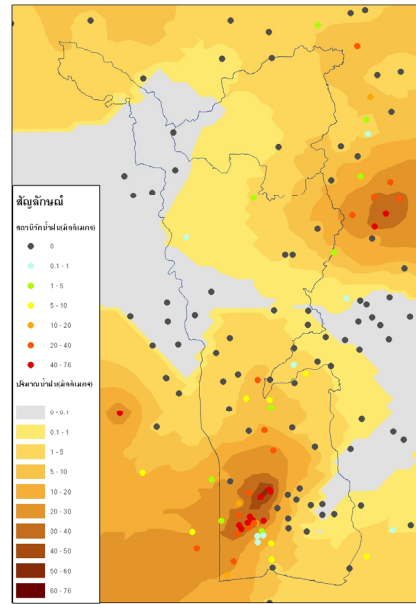 สัญลักษณ์
สถานีวัดน้ำฝน(มิลลิเมตร)
0
0.1 - 1
1 - 5
5 - 10
10 - 20
20 - 40
40 - 76
ปริมาณน้ำฝน(มิลลิเมตร)
0 - 0.1
0.1 - 1
1 - 5
5 - 10
10 - 20
20 - 30
30 - 40
40 - 50
50 - 60
60 - 76